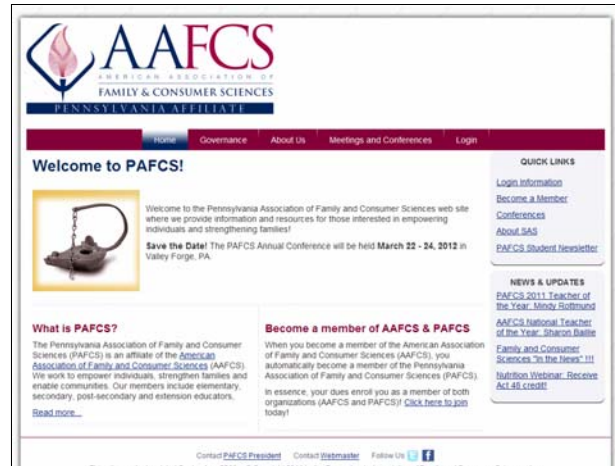 AAFCS
AMERICAN ASSOCIATION OF
FAMILY & CONSUMER SCIENCES
PENNSYLVANIA AFFILIATE
Home Governance About Us Meetings and Conferences Login
Welcome to PAFCS!
Welcome to the Pennsylvania Association of Family and Consumer Sciences web site
where we provide information and resources for those interested in empowering
individuals and strengthening families!
Save the Date! The PAFCS Annual Conference will be held March 22 - 24, 2012 in
Valley Forge, PA.
What is PAFCS?
The Pennsylvania Association of Family and Consumer
Sciences (PAFCS) is an affiliate of the American
Association of Family and Consumer Sciences (AAFCS).
We work to empower individuals, strengthen families and
enable communities. Our members include elementary,
secondary, post-secondary and extension educators,
Read more...
Become a member of AAFCS & PAFCS
When you become a member of the American Association
of Family and Consumer Sciences (AAFCS), you
automatically become a member of the Pennsylvania
Association of Family and Consumer Sciences (PAFCS).
In essence, your dues enroll you as a member of both
organizations (AAFCS and PAFCS)! Click here to join
today!
QUICK LINKS
Login Information
Become a Member
Conferences
About SAS
PAFCS Student Newsletter
NEWS & UPDATES
PAFCS 2011 Teacher of
the Year: Mindy Rottmund
AAFCS National Teacher
of the Year: Sharon Baillie
Family and Consumer
Sciences "In the News" !!!!
Nutrition Webinar: Receive
Act 48 credit!
Contact PAFCS President Contact Webmaster Follow Us